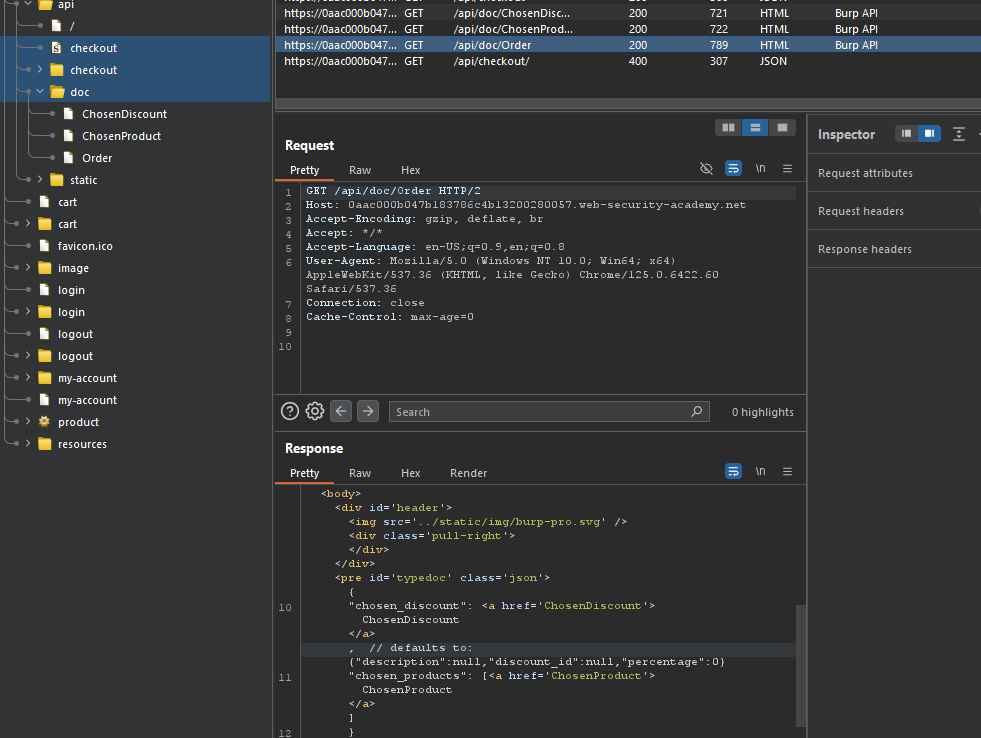 api
/
checkout
checkout
doc
ChosenDiscount
ChosenProduct
Order
static
cart
cart
favicon.ico
image
login
login
logout
logout
my-account
my-account
product
resources
https://0aac000b047... GET /api/doc/ChosenDisc... 200 721 HTML Burp API
https://0aac000b047... GET /api/doc/ChosenProd... 200 722 HTML Burp API
https://0aac000b047... GET /api/doc/Order 200 789 HTML Burp API
https://0aac000b047... GET /api/checkout/ 400 307 JSON
Request
Pretty Raw Hex \n
1 GET /api/doc/Order HTTP/2
2 Host: 0aac000b047b183786c4b13200280057.web-security-academy.net
3 Accept-Encoding: gzip, deflate, br
4 Accept: */*
5 Accept-Language: en-US;q=0.9,en;q=0.8
6 User-Agent: Mozilla/5.0 (Windows NT 10.0; Win64; x64)
AppleWebKit/537.36 (KHTML, like Gecko) Chrome/125.0.6422.60
Safari/537.36
7 Connection: close
8 Cache-Control: max-age=0
9
10
Search 0 highlights
Response
Pretty Raw Hex Render \n
<body>
<div id='header'>
<img src='../static/img/burp-pro.svg' />
<div class='pull-right'>
</div>
</div>
<pre id='typedoc' class='json'>
{
10 "chosen_discount": <a href='ChosenDiscount'>
ChosenDiscount
</a>
, // defaults to:
{"description":null,"discount_id":null,"percentage":0}
11 "chosen_products": [<a href='ChosenProduct'>
ChosenProduct
</a>
]
12 }
Inspector
Request attributes
Request headers
Response headers